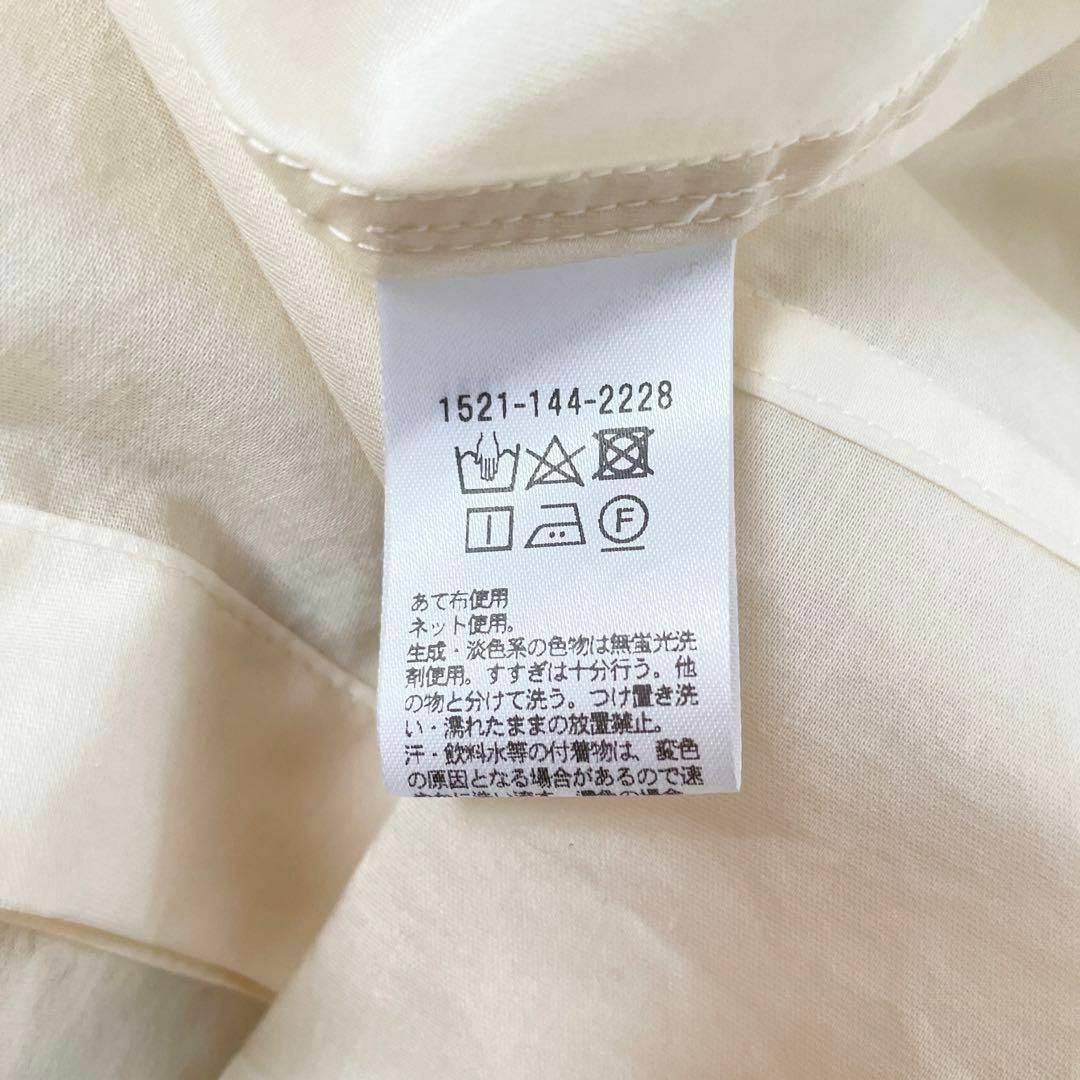 1521-144-2228
F
あて布使用
ネット使用。
生成・淡色系の色物は無蛍光洗
剤使用。すすぎは十分行う。他
の物と分けて洗う。つけ置き洗
い・濡れたままの放置禁止。
汗・飲料水等の付着物は、変色
の原因となる場合があるので速